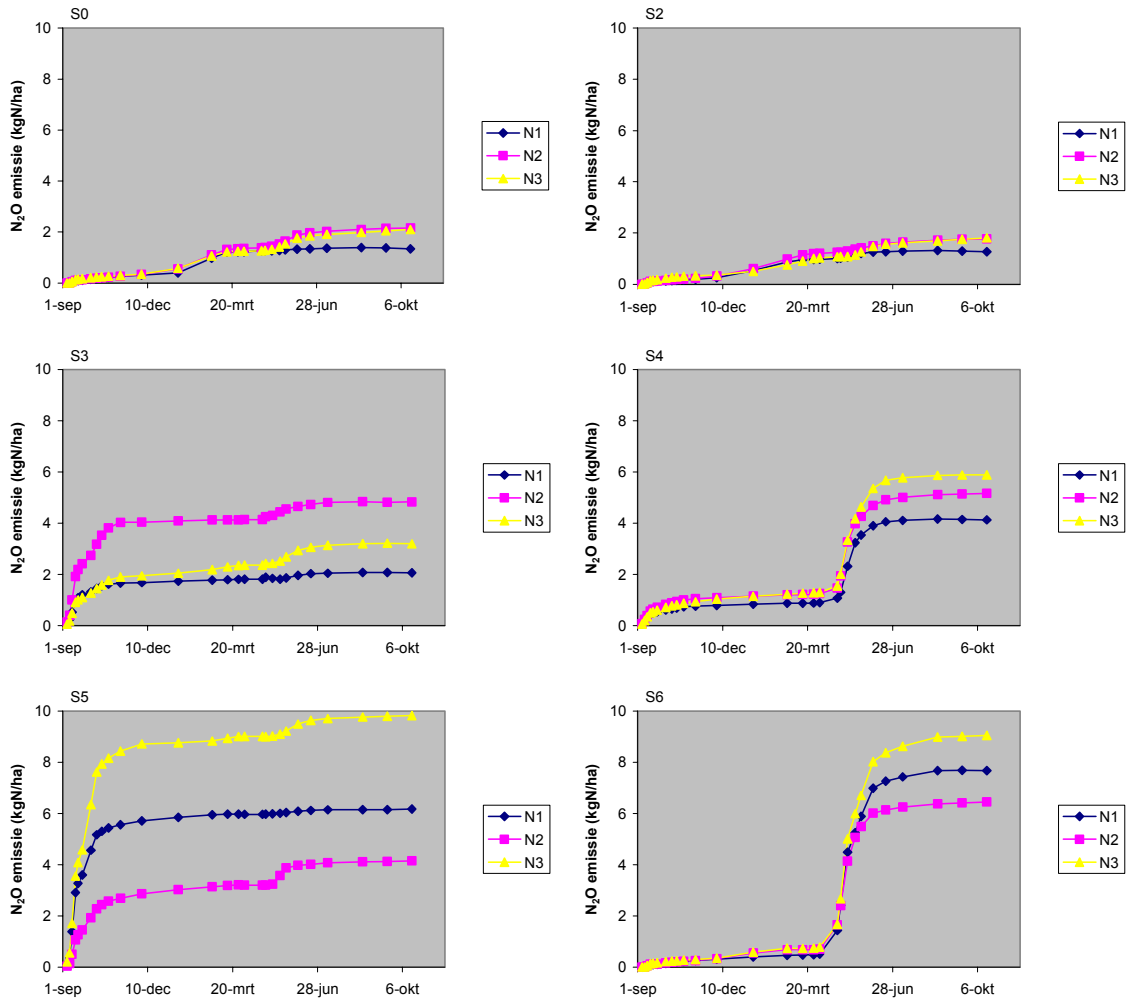 S0
N₂O emissie (kgN/ha)
10
8
6
4
2
0
1-sep 10-dec 20-mrt 28-jun 6-okt
N1
N2
N3
S2
N₂O emissie (kgN/ha)
10
8
6
4
2
0
1-sep 10-dec 20-mrt 28-jun 6-okt
N1
N2
N3
S3
N₂O emissie (kgN/ha)
10
8
6
4
2
0
1-sep 10-dec 20-mrt 28-jun 6-okt
N1
N2
N3
S4
N₂O emissie (kgN/ha)
10
8
6
4
2
0
1-sep 10-dec 20-mrt 28-jun 6-okt
N1
N2
N3
S5
N₂O emissie (kgN/ha)
10
8
6
4
2
0
1-sep 10-dec 20-mrt 28-jun 6-okt
N1
N2
N3
S6
N₂O emissie (kgN/ha)
10
8
6
4
2
0
1-sep 10-dec 20-mrt 28-jun 6-okt
N1
N2
N3